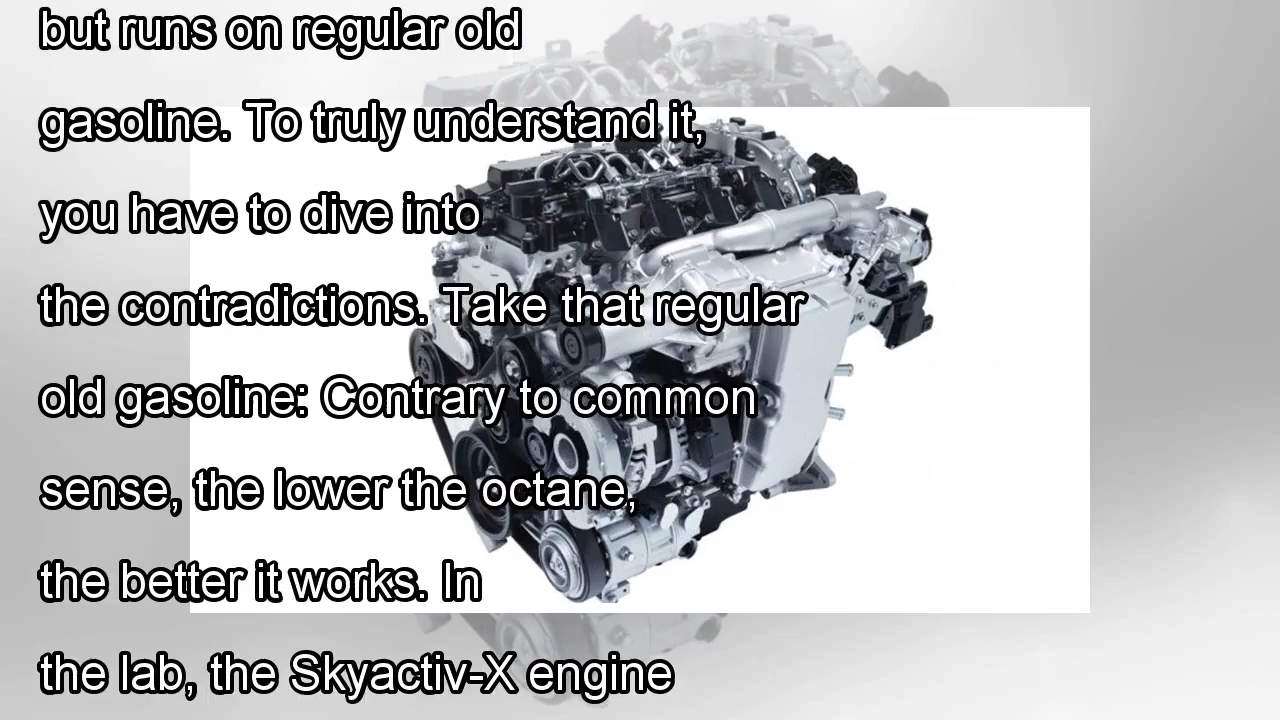 but runs on regular old
gasoline. To truly understand it,
you have to dive into
the contradictions. Take that regular
old gasoline: Contrary to common
sense, the lower the octane,
the better it works. In
the lab, the Skyactiv-X engine